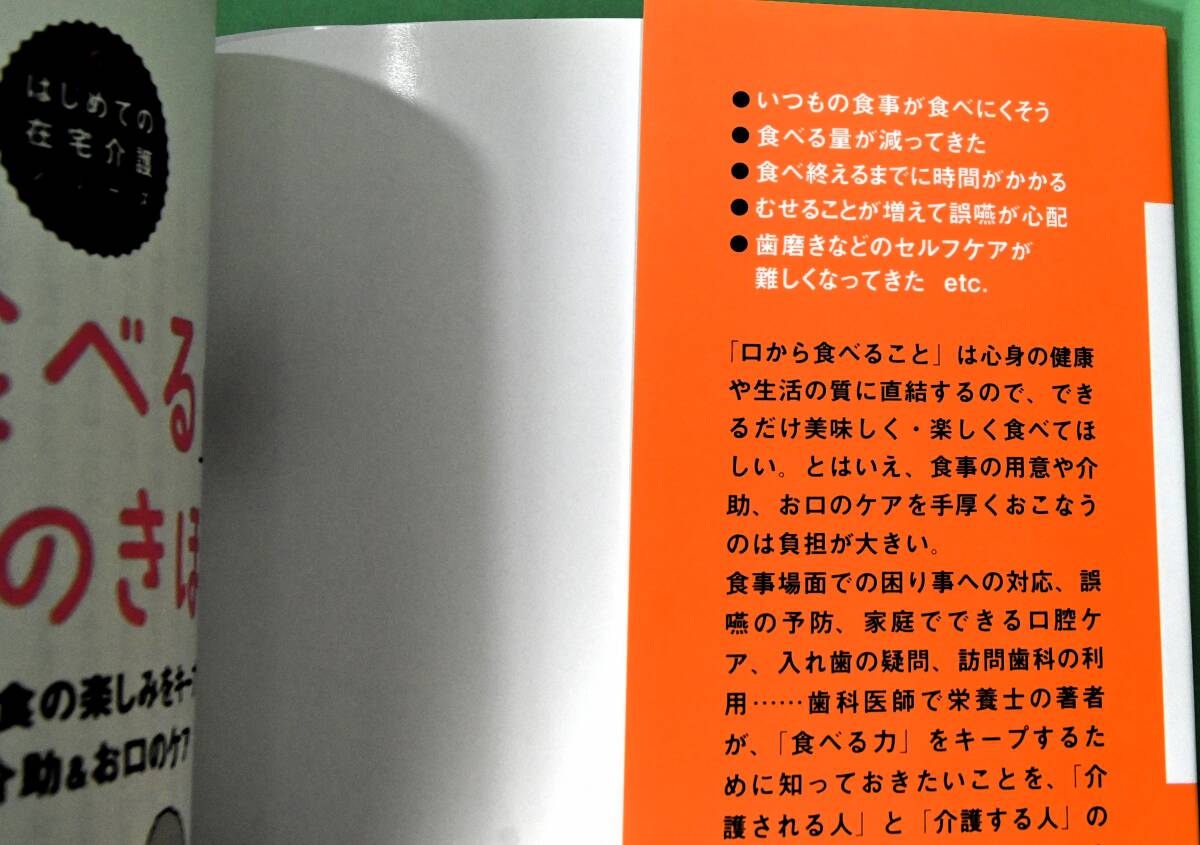 はじめての
在宅介護
べる
のきほ
食の楽しみをキー
介助&お口のケア
●いつもの食事が食べにくそう
●食べる量が減ってきた
●食べ終えるまでに時間がかかる
●むせることが増えて誤嚥が心配
●歯磨きなどのセルフケアが
難しくなってきた etc.
「口から食べること」は心身の健康
や生活の質に直結するので、でき
るだけ美味しく・楽しく食べてほ
しい。とはいえ、食事の用意や介
助、お口のケアを手厚くおこなう
のは負担が大きい。
食事場面での困り事への対応、誤
嚥の予防、家庭でできる口腔ケ
ア、入れ歯の疑問、訪問歯科の利
用……歯科医師で栄養士の著者
が、「食べる力」をキープするた
めに知っておきたいことを、「介
護される人」と「介護する人」の